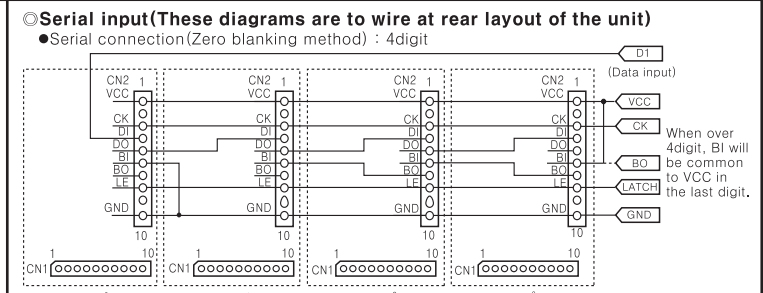 ◎Serial input(These diagrams are to wire at rear layout of the unit)
●Serial connection(Zero blanking method) : 4digit
D1
(Data input)
CN2 1
VCC
CK
DI
DO
BI
BO
LE
GND
10
1 10
CN1
CN2 1
VCC
CK
DI
DO
BI
BO
LE
GND
10
1 10
CN1
CN2 1
VCC
CK
DI
DO
BI
BO
LE
GND
10
1 10
CN1
CN2 1
VCC
CK
DI
DO
BI
BO
LE
GND
10
1 10
CN1
VCC
CK
BO
LATCH
GND
When over
4digit, BI will
be common
to VCC in
the last digit.